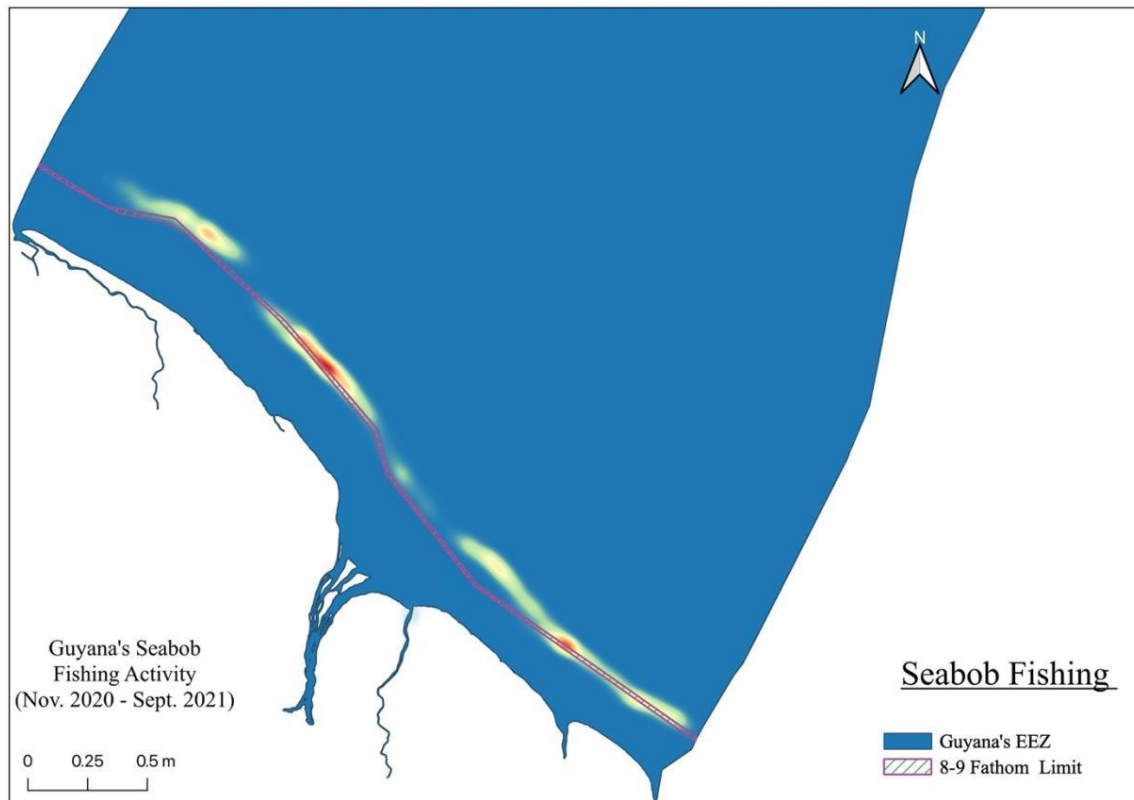 N
Guyana's Seabob
Fishing Activity
(Nov. 2020 - Sept. 2021)
0 0.25 0.5 m
Seabob Fishing
Guyana's EEZ
8-9 Fathom Limit